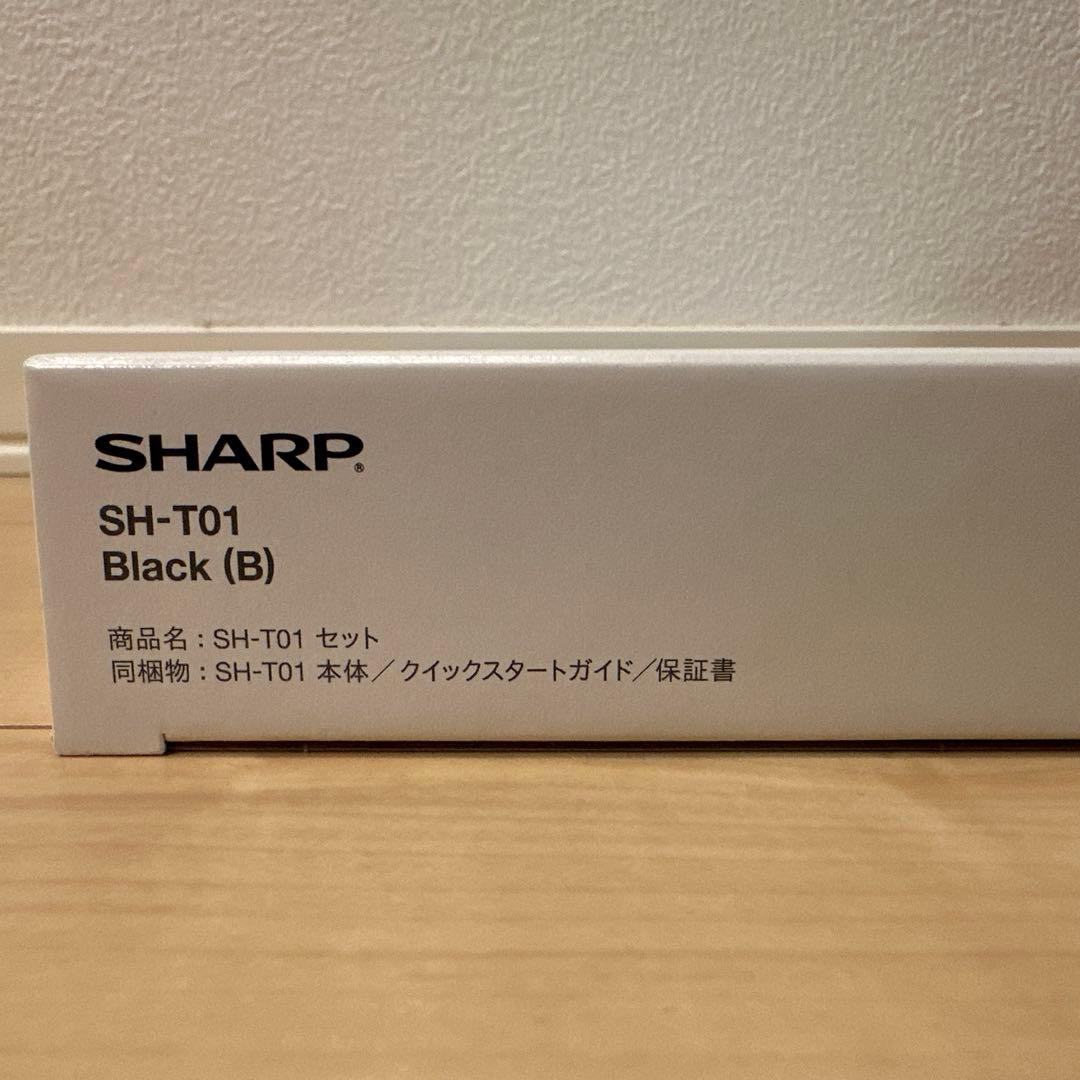 SHARP®
SH-T01
Black (B)
商品名：SH-T01 セット
同梱物：SH-T01 本体／クイックスタートガイド／保証書